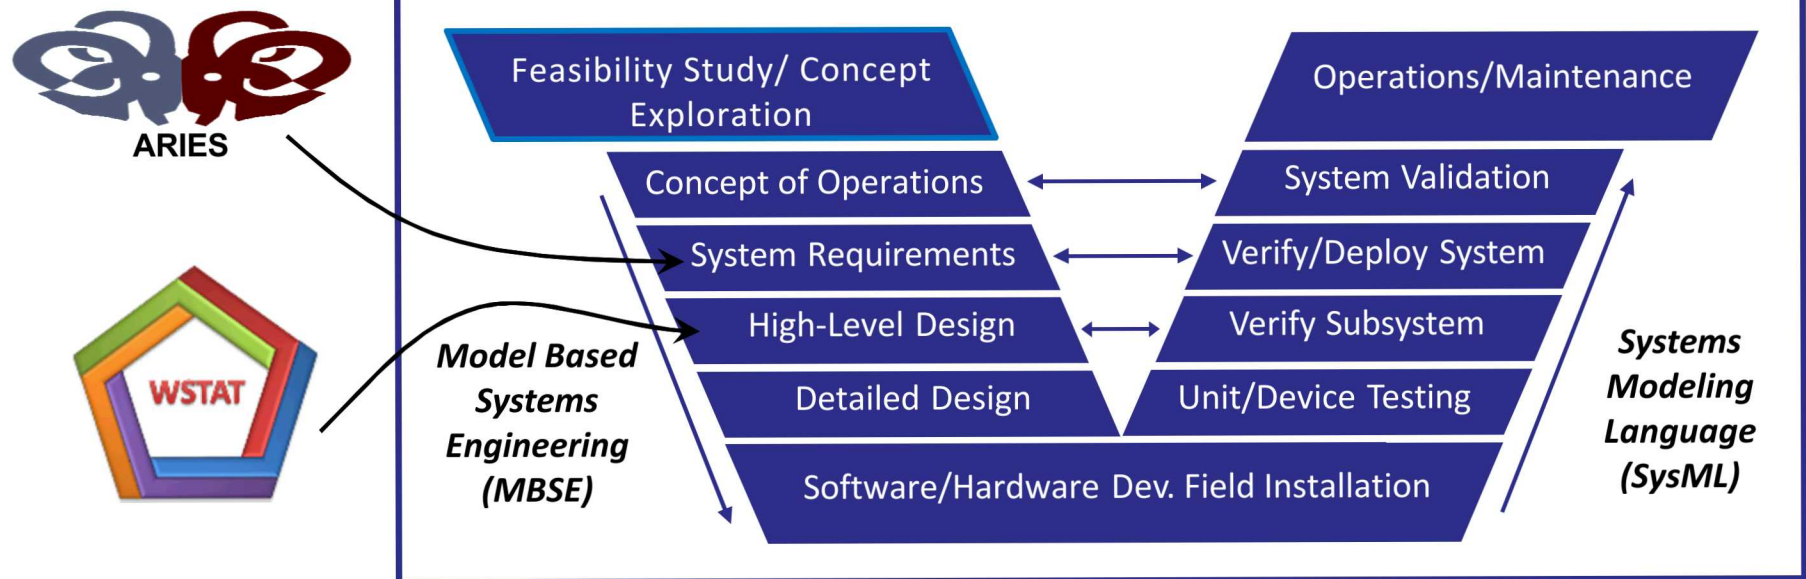 ARIES
WSTAT
Feasibility Study/ Concept
Exploration
Concept of Operations
System Requirements
High-Level Design
Detailed Design
Software/Hardware Dev. Field Installation
Operations/Maintenance
System Validation
Verify/Deploy System
Verify Subsystem
Unit/Device Testing
Model Based
Systems
Engineering
(MBSE)
Systems
Modeling
Language
(SysML)